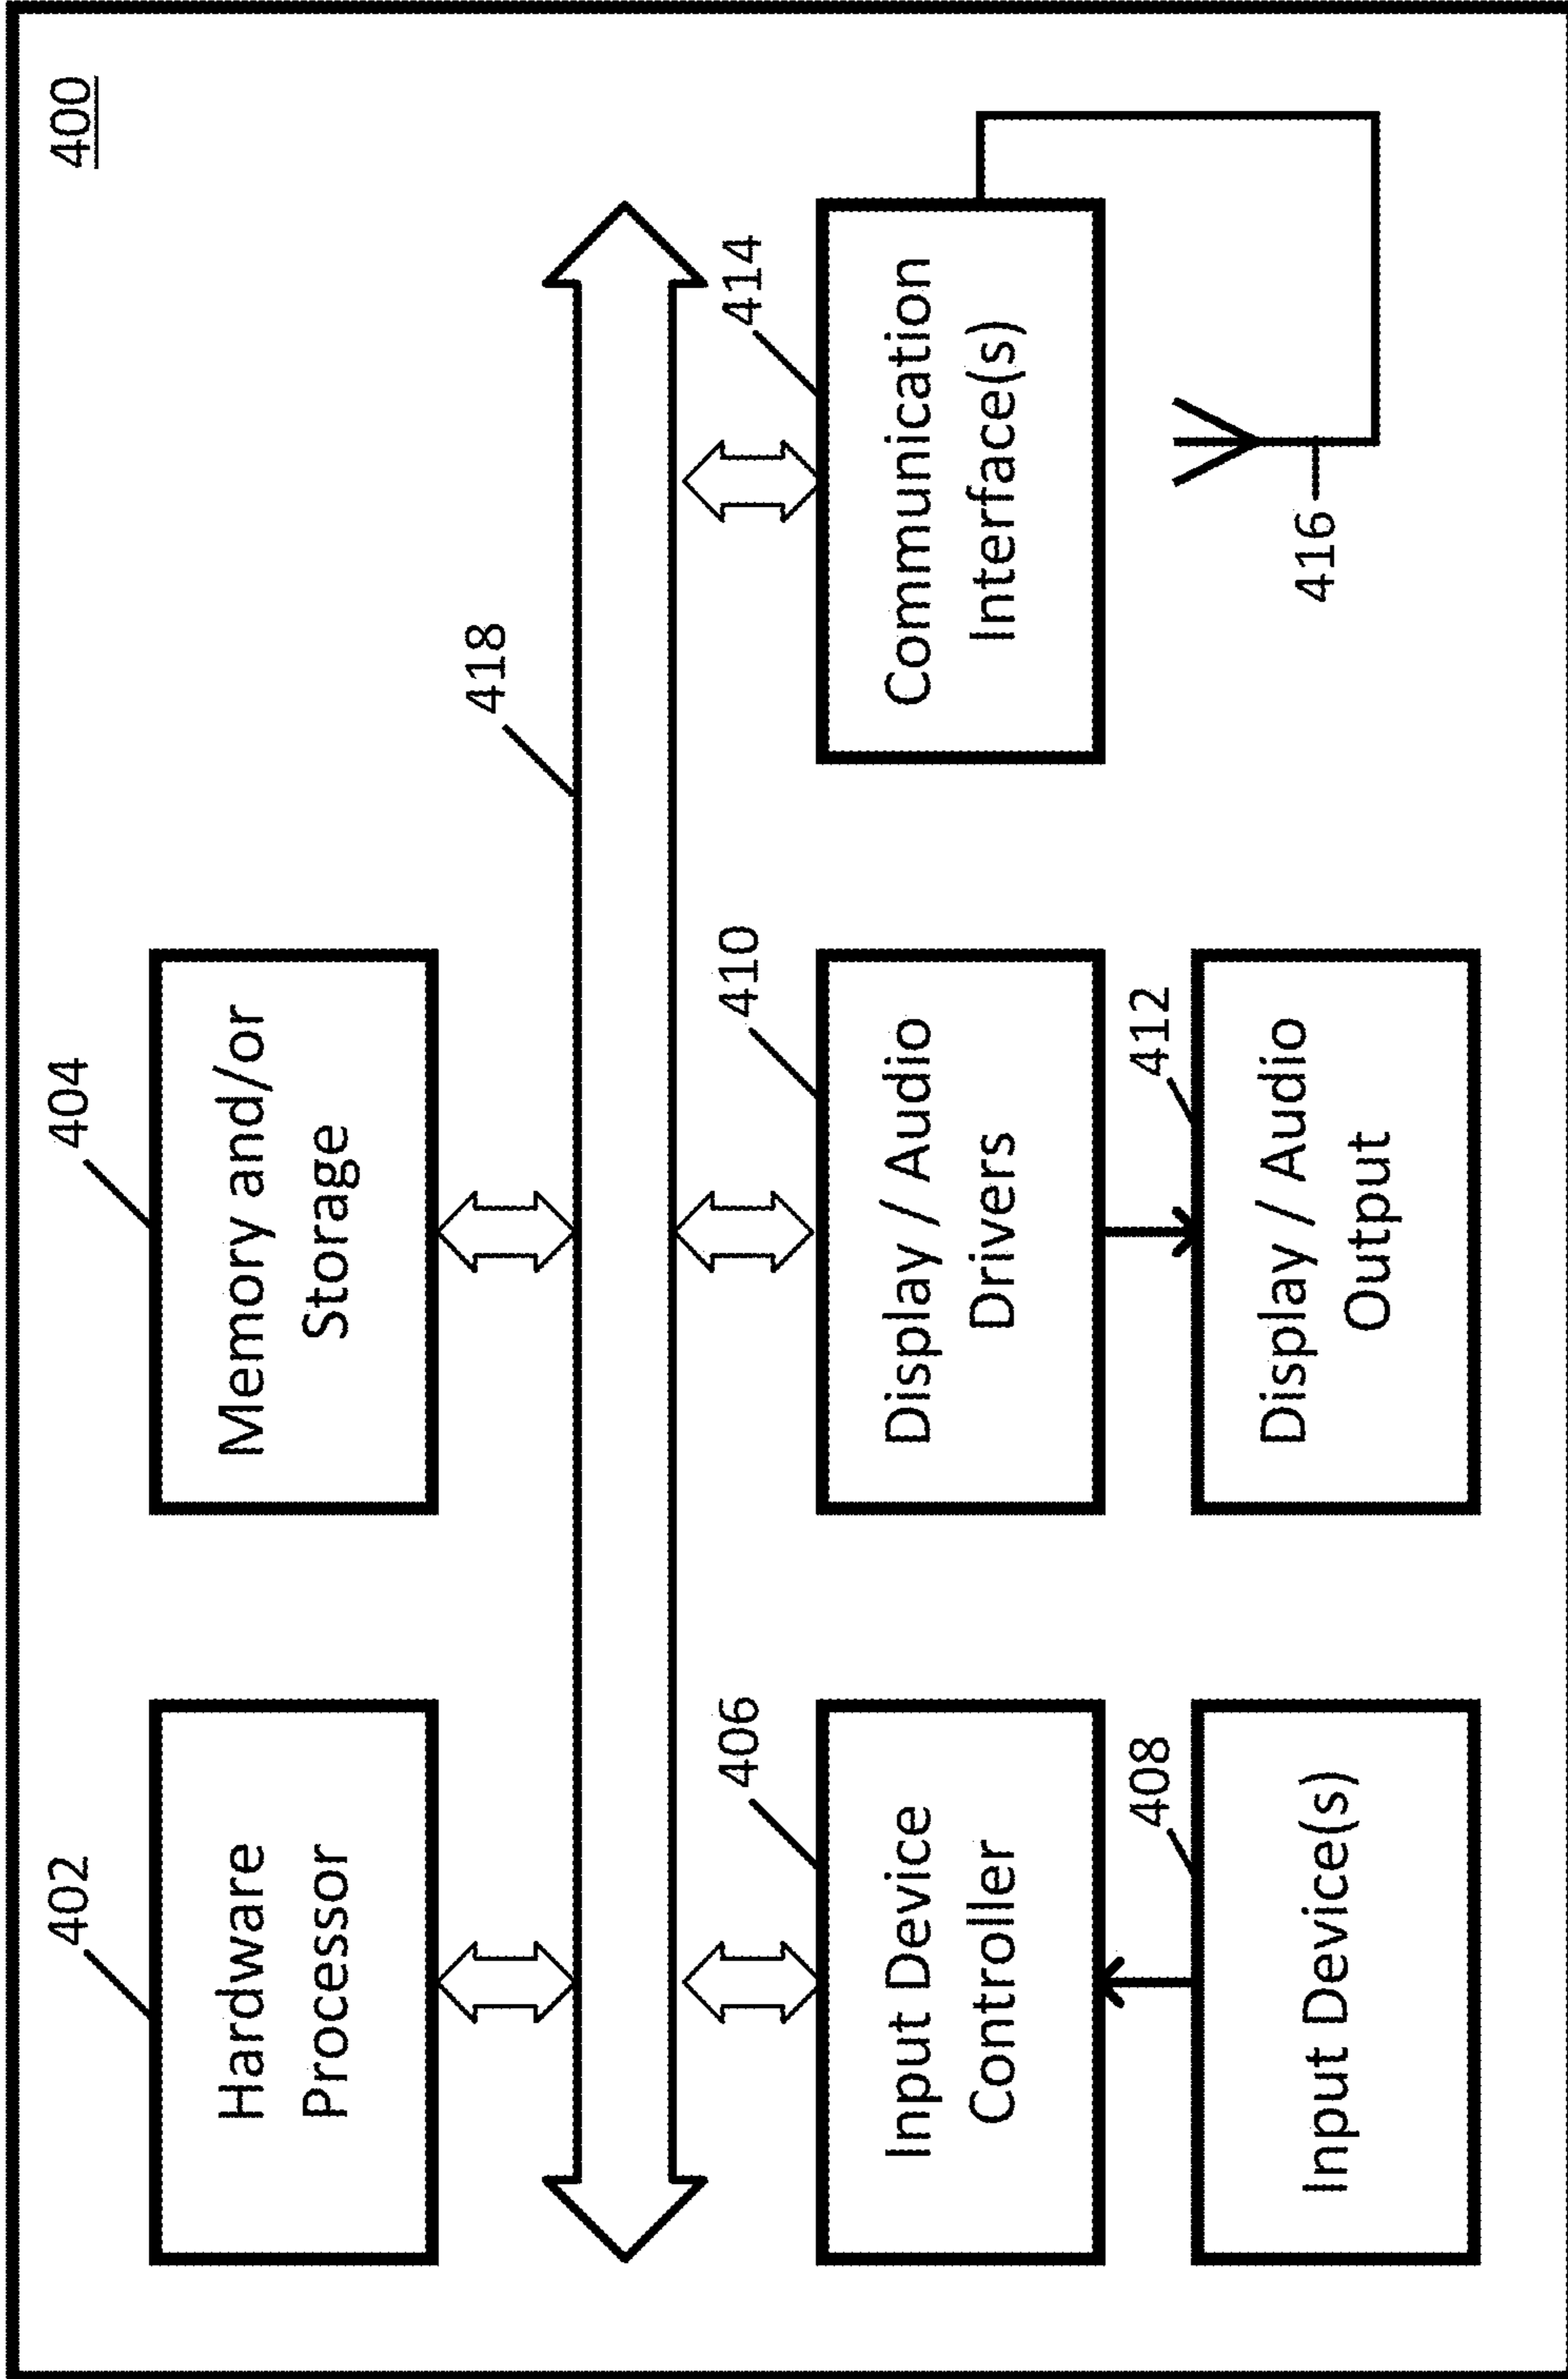 400
402
Hardware
Processor
404
Memory and/or
Storage
418
406
Input Device
Controller
410
Display / Audio
Drivers
414
Communication
Interface(s)
408
Input Device(s)
412
Display / Audio
Output
416